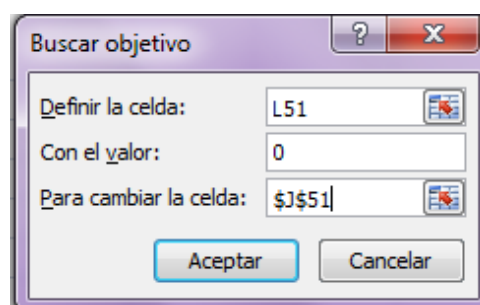 Buscar objetivo
Definir la celda: L51
Con el valor: 0
Para cambiar la celda: $J$51
Aceptar Cancelar